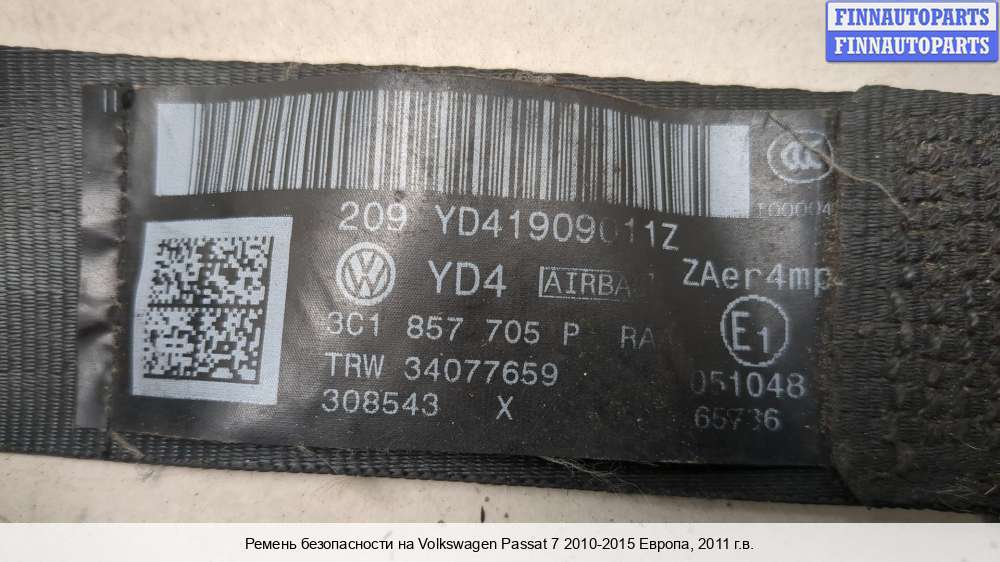 FINNAUTOPARTS
FINNAUTOPARTS
209 YD41909011Z
YD4 AIRBA ZAer4mp
3C1 857 705 P RA
E1
TRW 34077659
051048
308543 X
65736
Ремень безопасности на Volkswagen Passat 7 2010-2015 Европа, 2011 г.в.